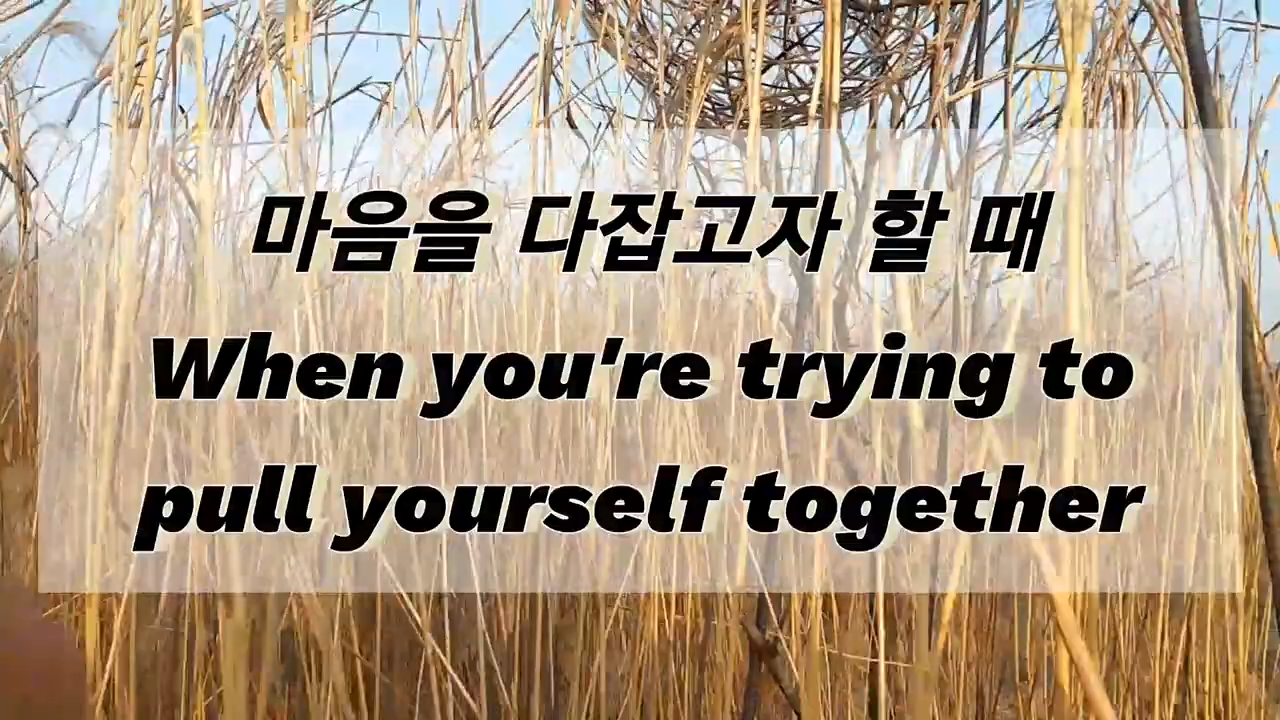 마음을 다잡고자 할 때
When you're trying to
pull yourself together